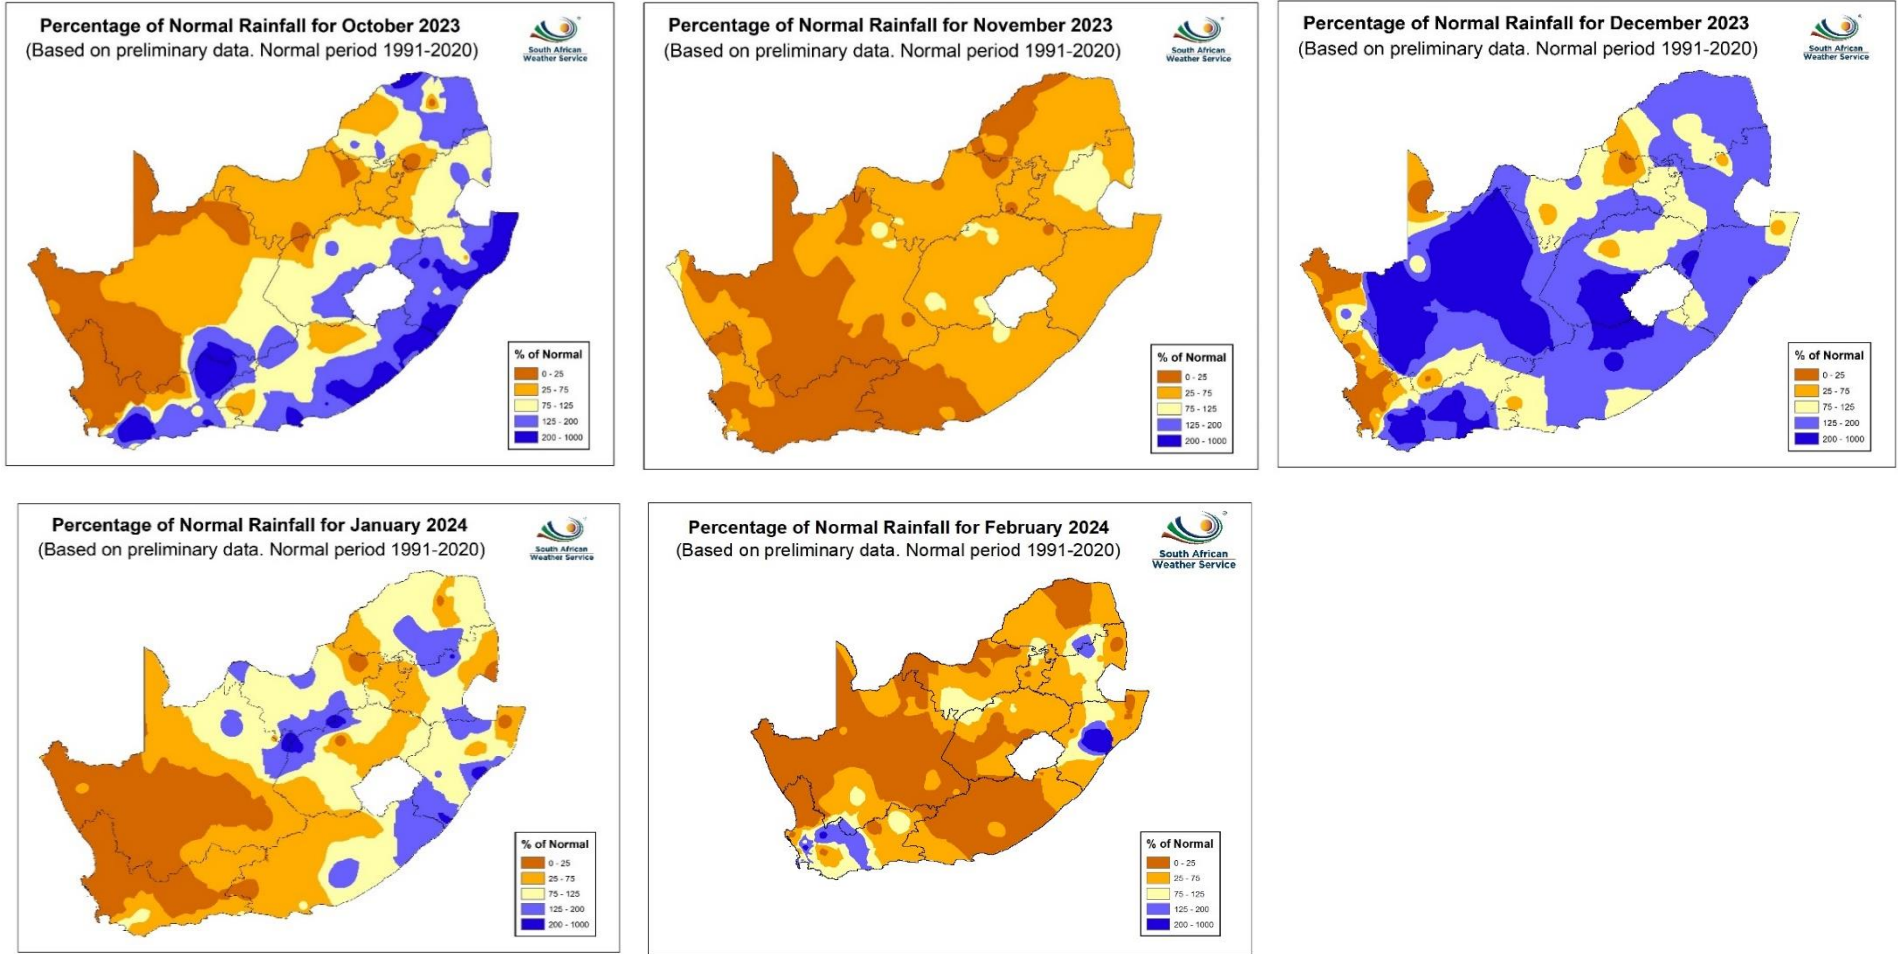 Percentage of Normal Rainfall for October 2023
(Based on preliminary data. Normal period 1991-2020)
South African
Weather Service
% of Normal
0 - 25
25 - 75
75 - 125
125 - 200
200 - 1000
Percentage of Normal Rainfall for November 2023
(Based on preliminary data. Normal period 1991-2020)
South African
Weather Service
% of Normal
0 - 25
25 - 75
75 - 125
125 - 200
200 - 1000
Percentage of Normal Rainfall for December 2023
(Based on preliminary data. Normal period 1991-2020)
South African
Weather Service
% of Normal
0 - 25
25 - 75
75 - 125
125 - 200
200 - 1000
Percentage of Normal Rainfall for January 2024
(Based on preliminary data. Normal period 1991-2020)
South African
Weather Service
% of Normal
0 - 25
25 - 75
75 - 125
125 - 200
200 - 1000
Percentage of Normal Rainfall for February 2024
(Based on preliminary data. Normal period 1991-2020)
South African
Weather Service
% of Normal
0 - 25
25 - 75
75 - 125
125 - 200
200 - 1000